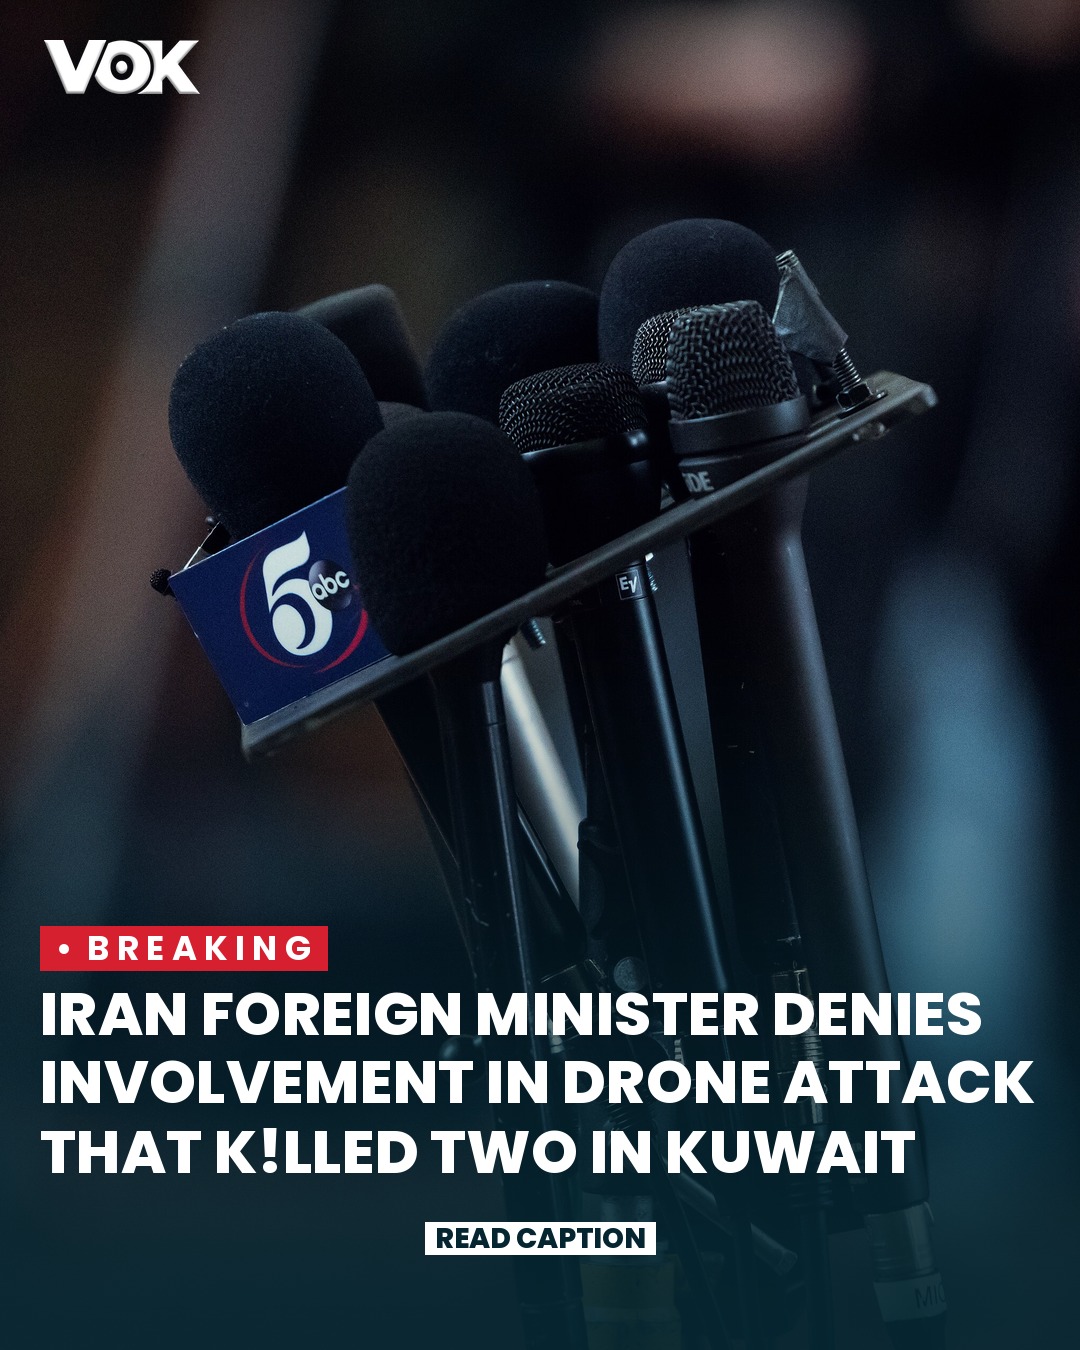 VOK
5
abc
EV
• BREAKING
IRAN FOREIGN MINISTER DENIES
INVOLVEMENT IN DRONE ATTACK
THAT K!LLED TWO IN KUWAIT
READ CAPTION